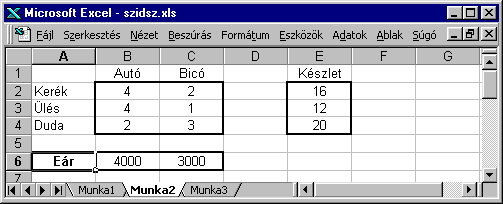 Microsoft Excel - szidsz.xls
Fájl Szerkesztés Nézet Beszúrás Formátum Eszközök Adatok Ablak Súgó
A B C D E F G
1 Autó Bicó Készlet
2 Kerék 4 2 16
3 Ülés 4 1 12
4 Duda 2 3 20
5
6 Eár 4000 3000
7
Munka1 Munka2 Munka3